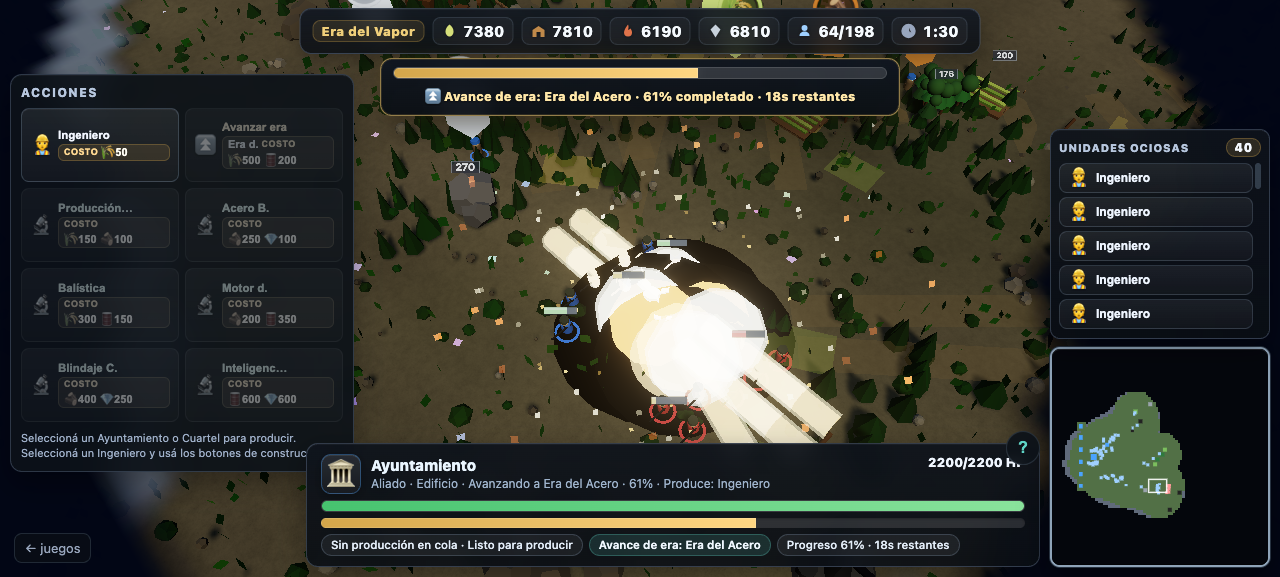 Era del Vapor
7380
7810
6190
6810
64/198
1:30
Avance de era: Era del Acero · 61% completado · 18s restantes
ACCIONES
Ingeniero
COSTO 50
Avanzar era
Era d. COSTO
500 200
Producción...
COSTO
150 100
Acero B.
COSTO
250 100
Balística
COSTO
300 150
Motor d.
COSTO
200 350
Blindaje C.
COSTO
400 250
Inteligenc...
COSTO
600 600
Seleccioná un Ayuntamiento o Cuartel para producir.
Seleccioná un Ingeniero y usá los botones de construc
270
176
200
UNIDADES OCIOSAS 40
Ingeniero
Ingeniero
Ingeniero
Ingeniero
Ingeniero
?
Ayuntamiento
2200/2200
Aliado · Edificio · Avanzando a Era del Acero · 61% · Produce: Ingeniero
Sin producción en cola · Listo para producir
Avance de era: Era del Acero
Progreso 61% · 18s restantes
← juegos